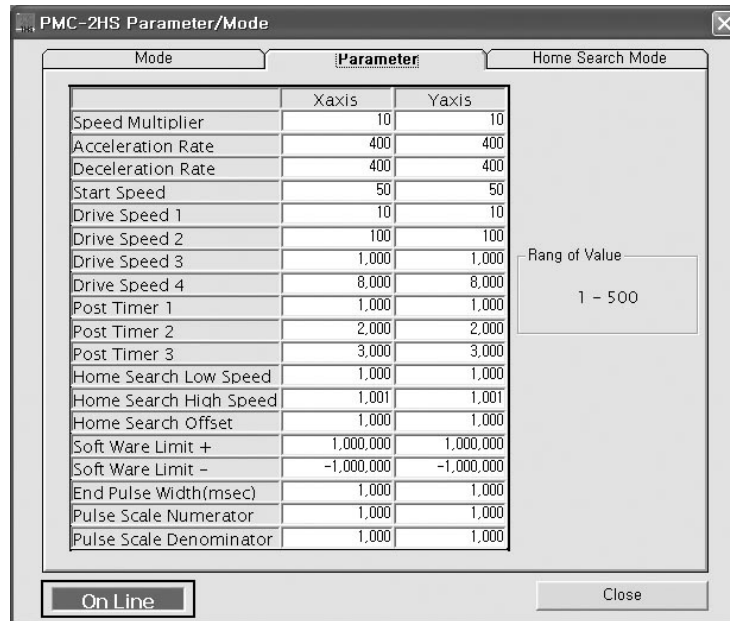 PMC-2HS Parameter/Mode
Mode Parameter Home Search Mode
Xaxis Yaxis
Speed Multiplier 10 10
Acceleration Rate 400 400
Deceleration Rate 400 400
Start Speed 50 50
Drive Speed 1 10 10
Drive Speed 2 100 100
Drive Speed 3 1,000 1,000
Drive Speed 4 8,000 8,000
Post Timer 1 1,000 1,000
Post Timer 2 2,000 2,000
Post Timer 3 3,000 3,000
Home Search Low Speed 1,000 1,000
Home Search High Speed 1,001 1,001
Home Search Offset 1,000 1,000
Soft Ware Limit + 1,000,000 1,000,000
Soft Ware Limit - -1,000,000 -1,000,000
End Pulse Width(msec) 1,000 1,000
Pulse Scale Numerator 1,000 1,000
Pulse Scale Denominator 1,000 1,000
Rang of Value
1 - 500
On Line
Close